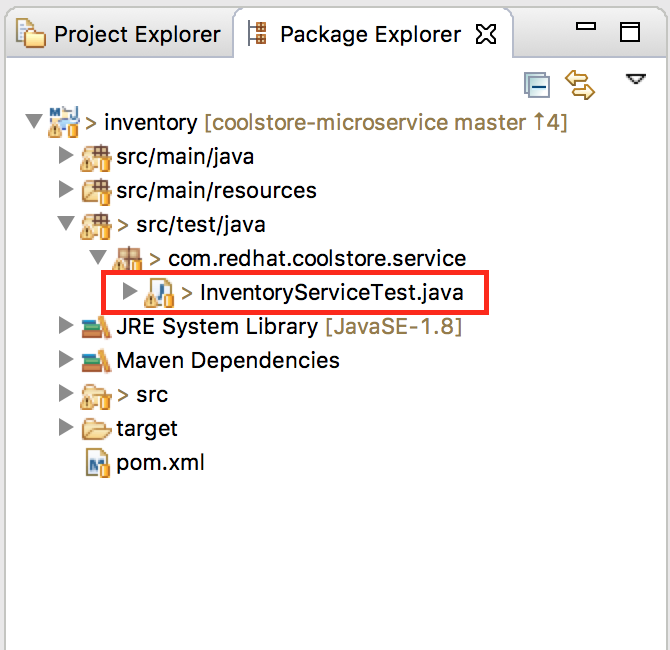 Project Explorer Package Explorer
> inventory [coolstore-microservice master ↑4]
src/main/java
src/main/resources
> src/test/java
> com.redhat.coolstore.service
> InventoryServiceTest.java
JRE System Library [JavaSE-1.8]
Maven Dependencies
> src
target
pom.xml